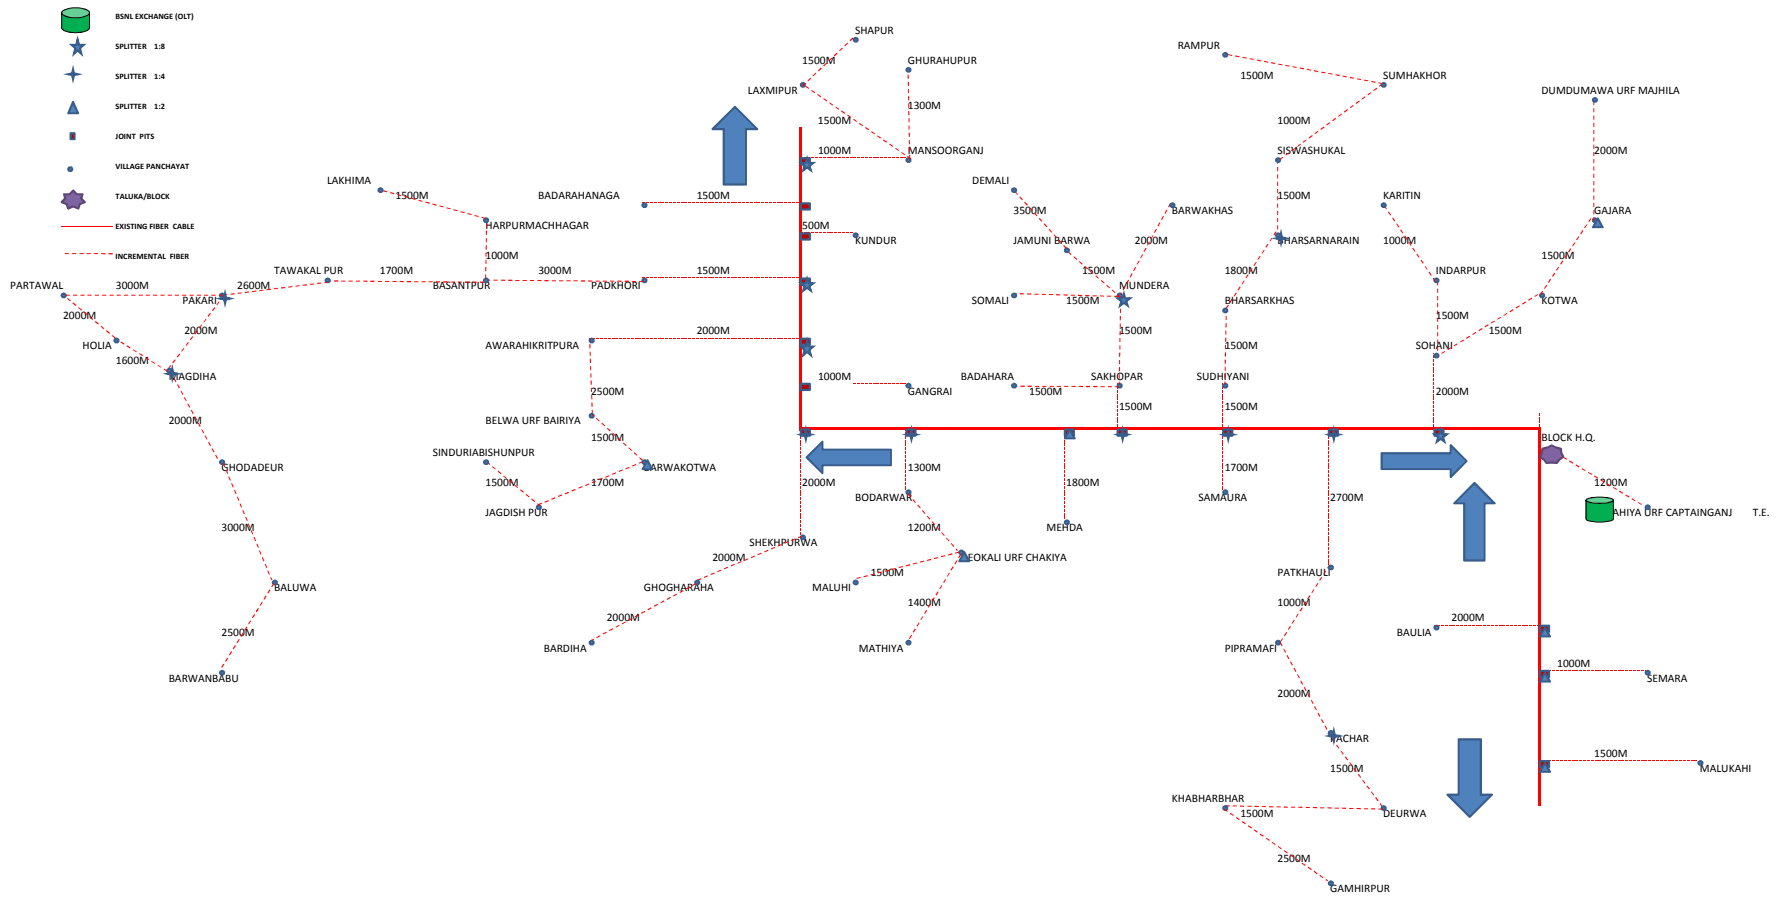 BSNL EXCHANGE (OLT)
SPLITTER 1:8
SPLITTER 1:4
SPLITTER 1:2
JOINT PITS
VILLAGE PANCHAYAT
TALUKA/BLOCK
EXISTING FIBER CABLE
INCREMENTAL FIBER
SHAPUR
1500M
GHURAHUPUR
LAXMIPUR
1300M
1500M
1000M
MANSOORGANJ
RAMPUR
1500M
SUMHAKHOR
1000M
DUMDUMAWA URF MAJHILA
2000M
SISWASHUKAL
LAKHIMA
1500M
BADARAHANAGA
1500M
HARPURMACHHAGAR
500M
KUNDUR
1000M
DEMALI
3500M
BARWAKHAS
JAMUNI BARWA
2000M
1500M
BHARSARNARAIN
KARITIN
1000M
GAJARA
1500M
TAWAKAL PUR
1700M
3000M
1500M
PARTAWAL
3000M
PAKARI
2600M
BASANTPUR
PADKHORI
1500M
MUNDERA
SOMALI
1500M
1800M
BHARSARKHAS
INDARPUR
KOTWA
2000M
2000M
HOLIA
1600M
MAGDIHA
AWARAHIKRITPURA
2000M
1500M
1500M
1500M
1500M
SOHANI
1000M
GANGRAI
BADAHARA
1500M
SAKHOPAR
SUDHIYANI
2500M
1500M
1500M
2000M
2000M
BELWA URF BAIRIYA
1500M
BLOCK H.Q.
SINDURIABISHUNPUR
GHODADEUR
BARWAKOTWA
1500M
1700M
2000M
1300M
1800M
1700M
2700M
1200M
JAGDISH PUR
BODARWAR
SAMAURA
AHIYA URF CAPTAINGANJ T.E.
3000M
1200M
MEHDA
SHEKHPURWA
2000M
EOKALI URF CHAKIYA
BALUWA
GHOGHARAHA
MALUHI
1500M
PATKHAULI
1400M
1000M
2000M
2500M
BAULIA
2000M
BARDIHA
MATHIYA
PIPRAMAFI
1000M
BARWANBABU
SEMARA
2000M
PACHAR
1500M
1500M
MALUKAHI
KHABHARBHAR
1500M
DEURWA
2500M
GAMHIRPUR